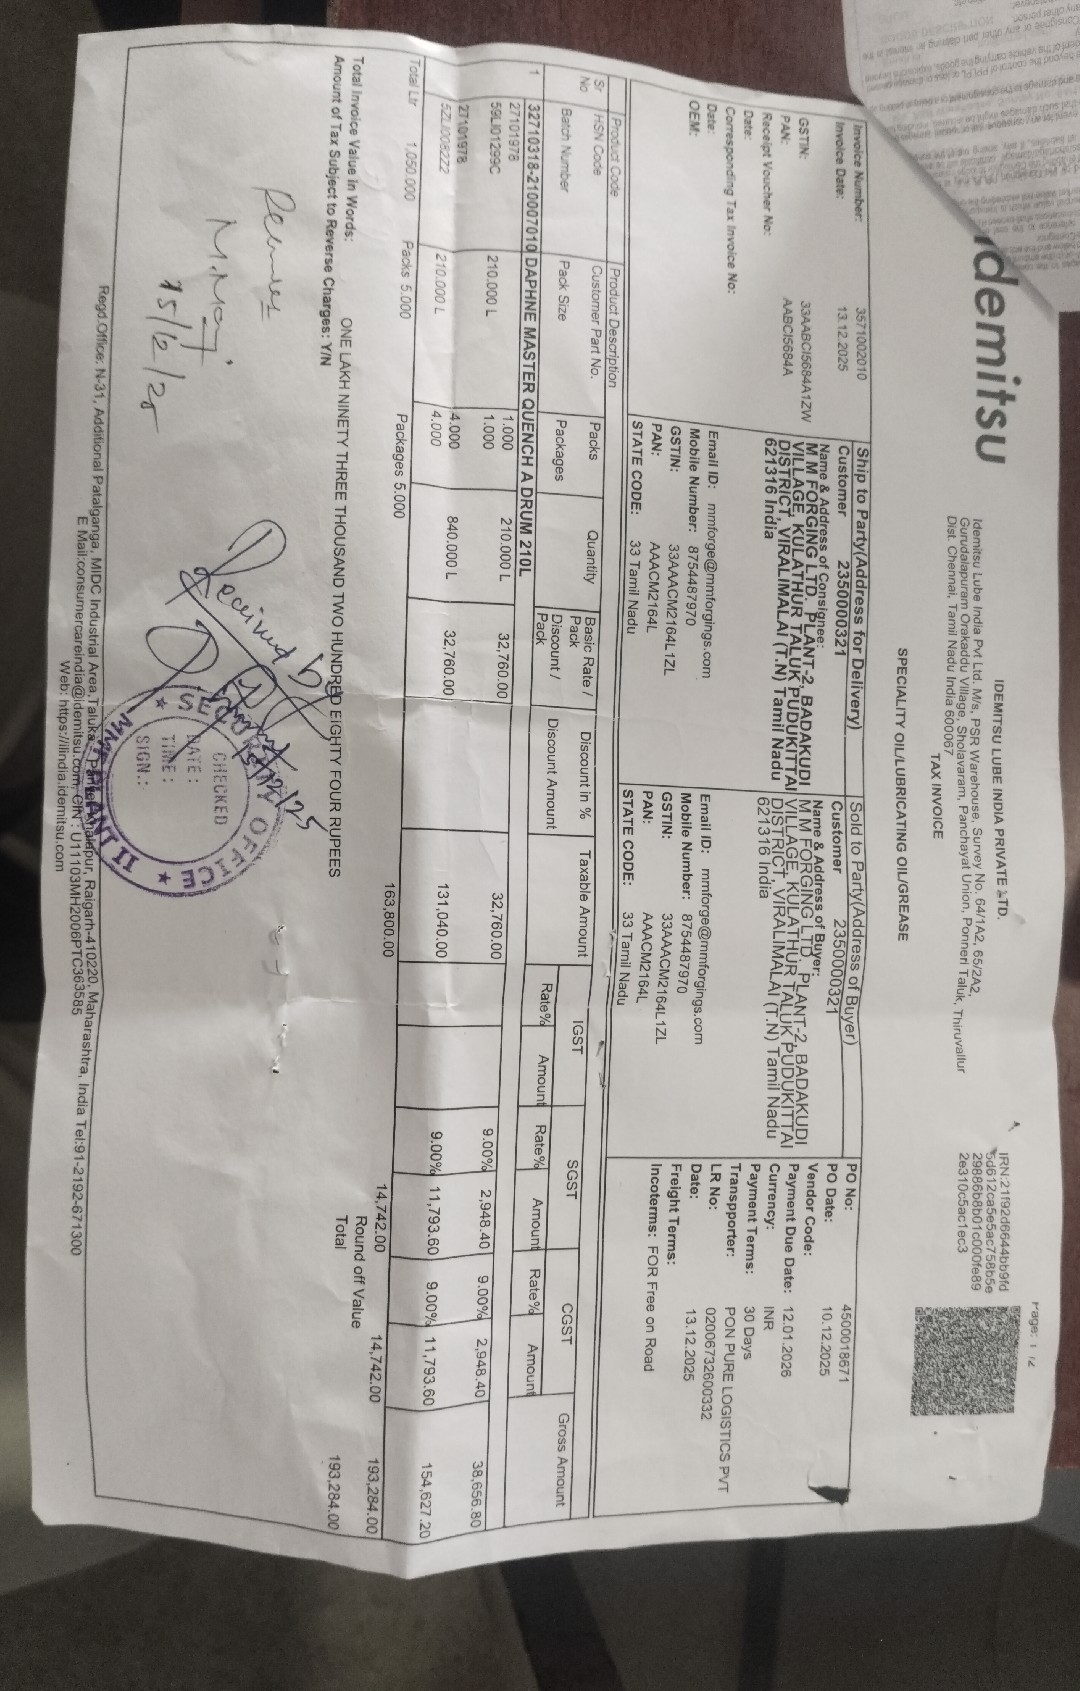 idemitsu
IDEMITSU LUBE INDIA PRIVATE LTD.
Idemitsu Lube India Pvt Ltd. M/s, PSR Warehouse, Survey No. 64/1A2, 65/2A2,
Gurudalapuram Orakaddu Village, Sholavaram, Panchayat Union, Ponneri Taluk, Thiruvallur
Dist. Chennai, Tamil Nadu India 600067
TAX INVOICE
SPECIALITY OIL/LUBRICATING OIL/GREASE
Page: 1 /2
IRN:21f92d6644bb9fd
5d612ca5e5ac758b5e
29886b8b01c000fe89
2e310c5ac1ec3
Invoice Number: 3571002010
Invoice Date: 13.12.2025
GSTIN: 33AABCI5684A1ZW
PAN: AABCI5684A
Receipt Voucher No:
Date:
Corresponding Tax Invoice No:
Date:
OEM:
Ship to Party(Address for Delivery)
Customer 2350000321
Name & Address of Consignee:
M M FORGING LTD., PLANT-2, BADAKUDI
VILLAGE, KULATHUR TALUK PUDUKITTAI
DISTRICT, VIRALIMALAI (T.N) Tamil Nadu
621316 India
Email ID: mmforge@mmforgings.com
Mobile Number: 8754487970
GSTIN: 33AAACM2164L1ZL
PAN: AAACM2164L
STATE CODE: 33 Tamil Nadu
Sold to Party(Address of Buyer)
Customer 2350000321
Name & Address of Buyer:
M M FORGING LTD., PLANT-2, BADAKUDI
VILLAGE, KULATHUR TALUK PUDUKITTAI
DISTRICT, VIRALIMALAI (T.N) Tamil Nadu
621316 India
Email ID: mmforge@mmforgings.com
Mobile Number: 8754487970
GSTIN: 33AAACM2164L1ZL
PAN: AAACM2164L
STATE CODE: 33 Tamil Nadu
PO No: 4500018671
PO Date: 10.12.2025
Vendor Code:
Payment Due Date: 12.01.2026
Currency: INR
Payment Terms: 30 Days
Transpporter: PON PURE LOGISTICS PVT
LR No: 02006732600332
Date: 13.12.2025
Freight Terms:
Incoterms: FOR Free on Road
Sr No Product Code Product Description Packs Quantity Basic Rate / Pack Discount in % Taxable Amount IGST SGST CGST Gross Amount
HSN Code Customer Part No.
Batch Number Pack Size Packages Discount / Pack Discount Amount Rate% Amount Rate% Amount Rate% Amount
1 32710318-210007010 DAPHNE MASTER QUENCH A DRUM 210L
27101978 1.000 210.000 L 32,760.00 32,760.00 9.00% 2,948.40 9.00% 2,948.40 38,656.80
59LI01299C 210.000 L 1.000
27101978 4.000 840.000 L 32,760.00 131,040.00 9.00% 11,793.60 9.00% 11,793.60 154,627.20
210.000 L 4.000
Total Ltr 1,050.000 Packs 5.000 Packages 5.000 163,800.00 14,742.00 14,742.00 193,284.00
Round off Value
Total 193,284.00
Total Invoice Value in Words: ONE LAKH NINETY THREE THOUSAND TWO HUNDRED EIGHTY FOUR RUPEES
Amount of Tax Subject to Reverse Charges: Y/N
15/12/25
Received by
SECURITY OFFICE
CHECKED
DATE :
TIME :
SIGN.:
PLANT II
Regd.Office: N-31, Additional Patalganga, MIDC Industrial Area,Taluka Khalapur, Raigarh-410220, Maharashtra, India Tel:91-2192-671300
E Mail:consumercareindia@idemitsu.com, CIN : U11103MH2006PTC363585
Web: https://ilindia.idemitsu.com